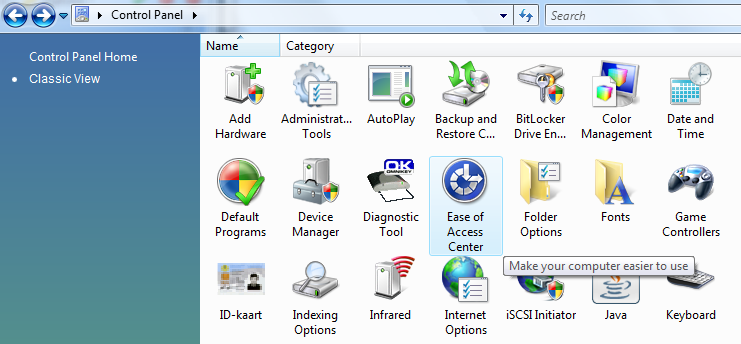 Control Panel
Search
Control Panel Home
Classic View
Name
Category
Add
Hardware
Administrat...
Tools
AutoPlay
Backup and
Restore C...
BitLocker
Drive En...
Color
Management
Date and
Time
OK
OMNIKEY
Default
Programs
Device
Manager
Diagnostic
Tool
Ease of
Access
Center
Folder
Options
Fonts
Game
Controllers
Make your computer easier to use
ID-kaart
Indexing
Options
Infrared
Internet
Options
iSCSI Initiator
Java
Keyboard